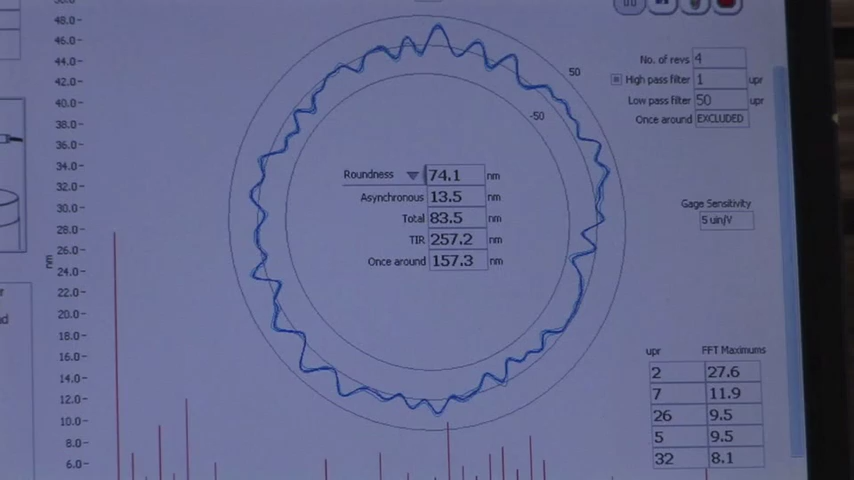 48.0
46.0
44.0
42.0
40.0
38.0
36.0
34.0
32.0
30.0
28.0
26.0
24.0
22.0
20.0
18.0
16.0
14.0
12.0
10.0
8.0
6.0
nm
50
-50
Roundness 74.1 nm
Asynchronous 13.5 nm
Total 83.5 nm
TIR 257.2 nm
Once around 157.3 nm
No. of revs 4
High pass filter 1 upr
Low pass filter 50 upr
Once around EXCLUDED
Gage Sensitivity
5 uin/V
upr FFT Maximums
2 27.6
7 11.9
26 9.5
5 9.5
32 8.1